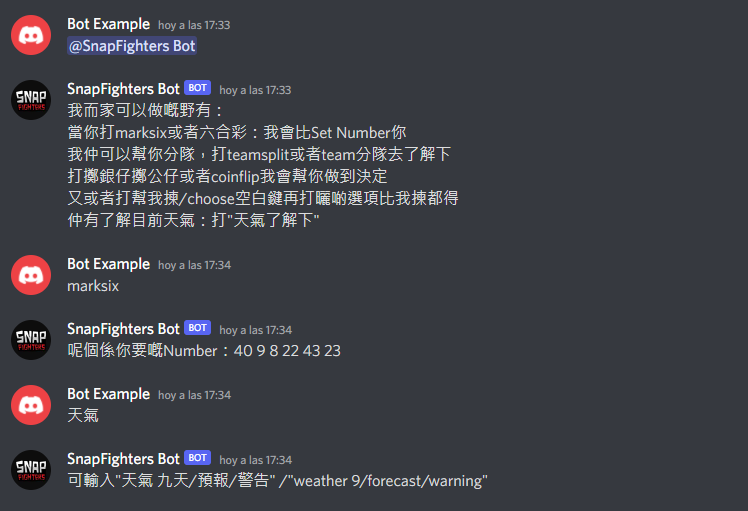 Bot Example hoy a las 17:33
@SnapFighters Bot
SNAP
FIGHTERS
SnapFighters Bot BOT hoy a las 17:33
我而家可以做嘅野有：
當你打marksix或者六合彩：我會比Set Number你
我仲可以幫你分隊，打teamsplit或者team分隊去了解下
打擲銀仔擲公仔或者coinflip我會幫你做到決定
又或者打幫我揀/choose空白鍵再打曬啲選項比我揀都得
仲有了解目前天氣：打"天氣了解下"
Bot Example hoy a las 17:34
marksix
SNAP
FIGHTERS
SnapFighters Bot BOT hoy a las 17:34
呢個係你要嘅Number：40 9 8 22 43 23
Bot Example hoy a las 17:34
天氣
SNAP
FIGHTERS
SnapFighters Bot BOT hoy a las 17:34
可輸入"天氣 九天/預報/警告" /"weather 9/forecast/warning"